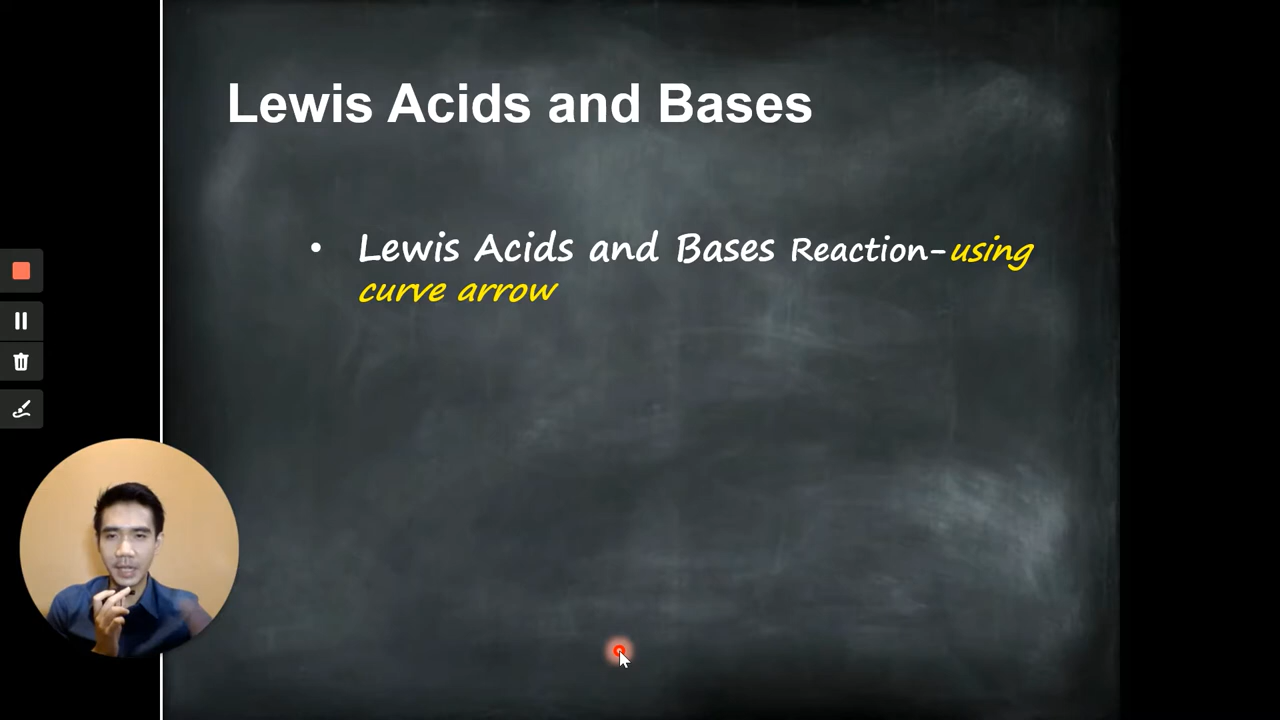 Lewis Acids and Bases
• Lewis Acids and Bases Reaction-using
curve arrow